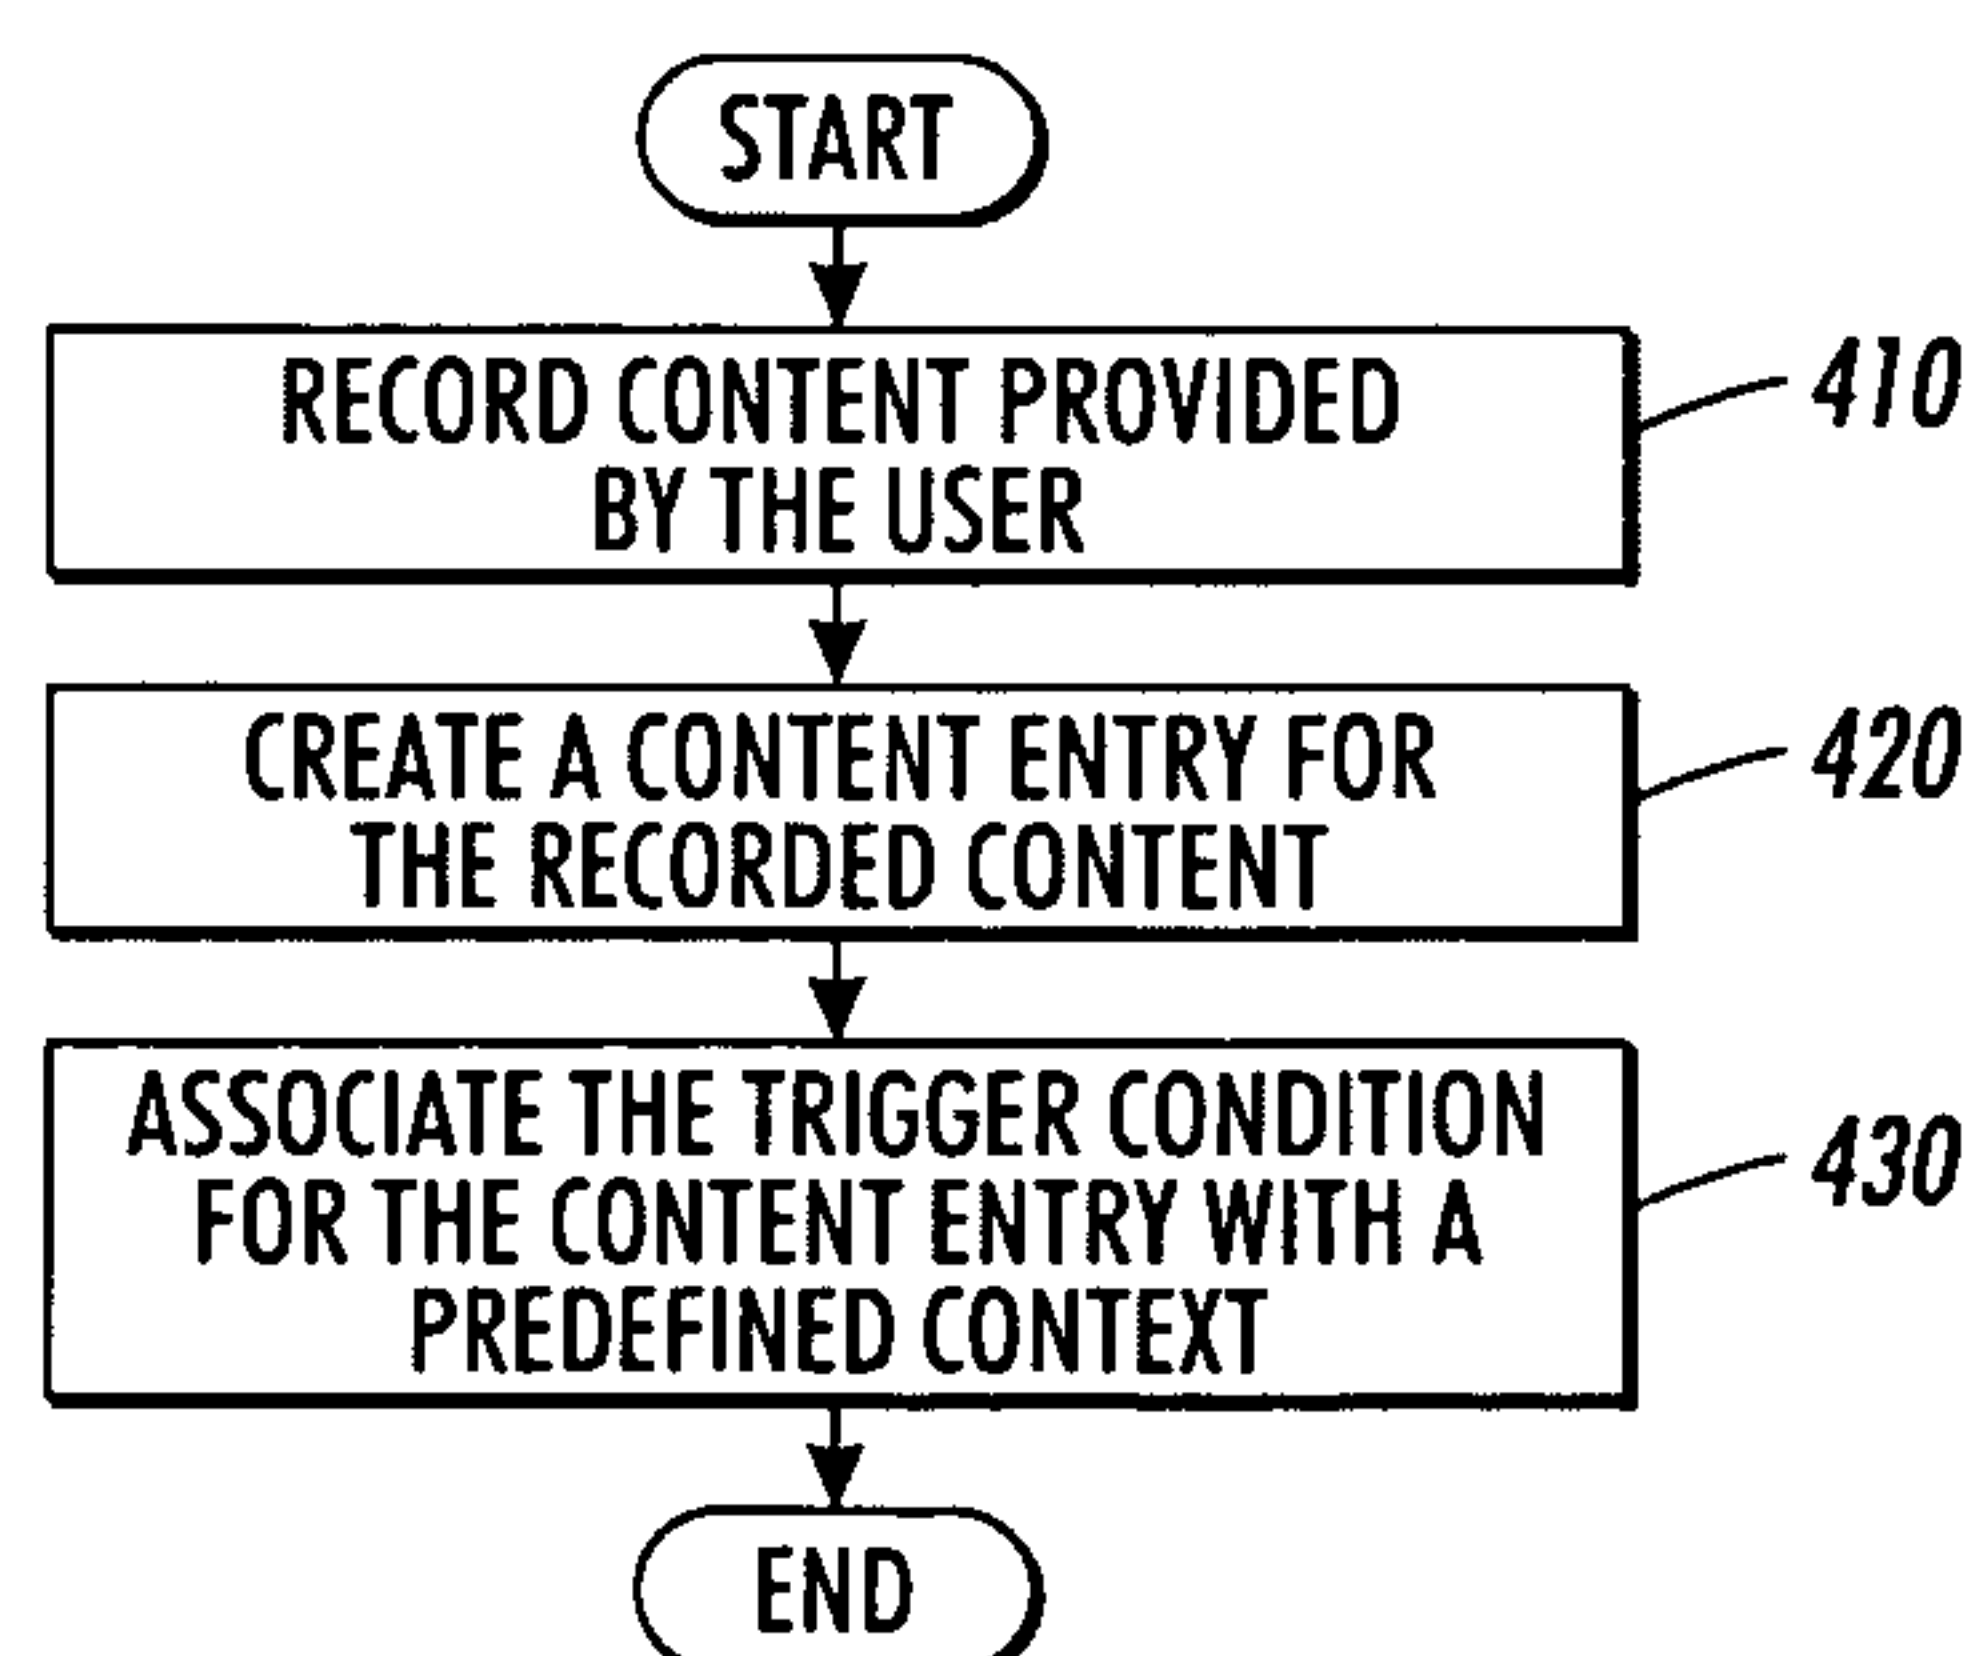 START
RECORD CONTENT PROVIDED
BY THE USER
410
CREATE A CONTENT ENTRY FOR
THE RECORDED CONTENT
420
ASSOCIATE THE TRIGGER CONDITION
FOR THE CONTENT ENTRY WITH A
PREDEFINED CONTEXT
430
END